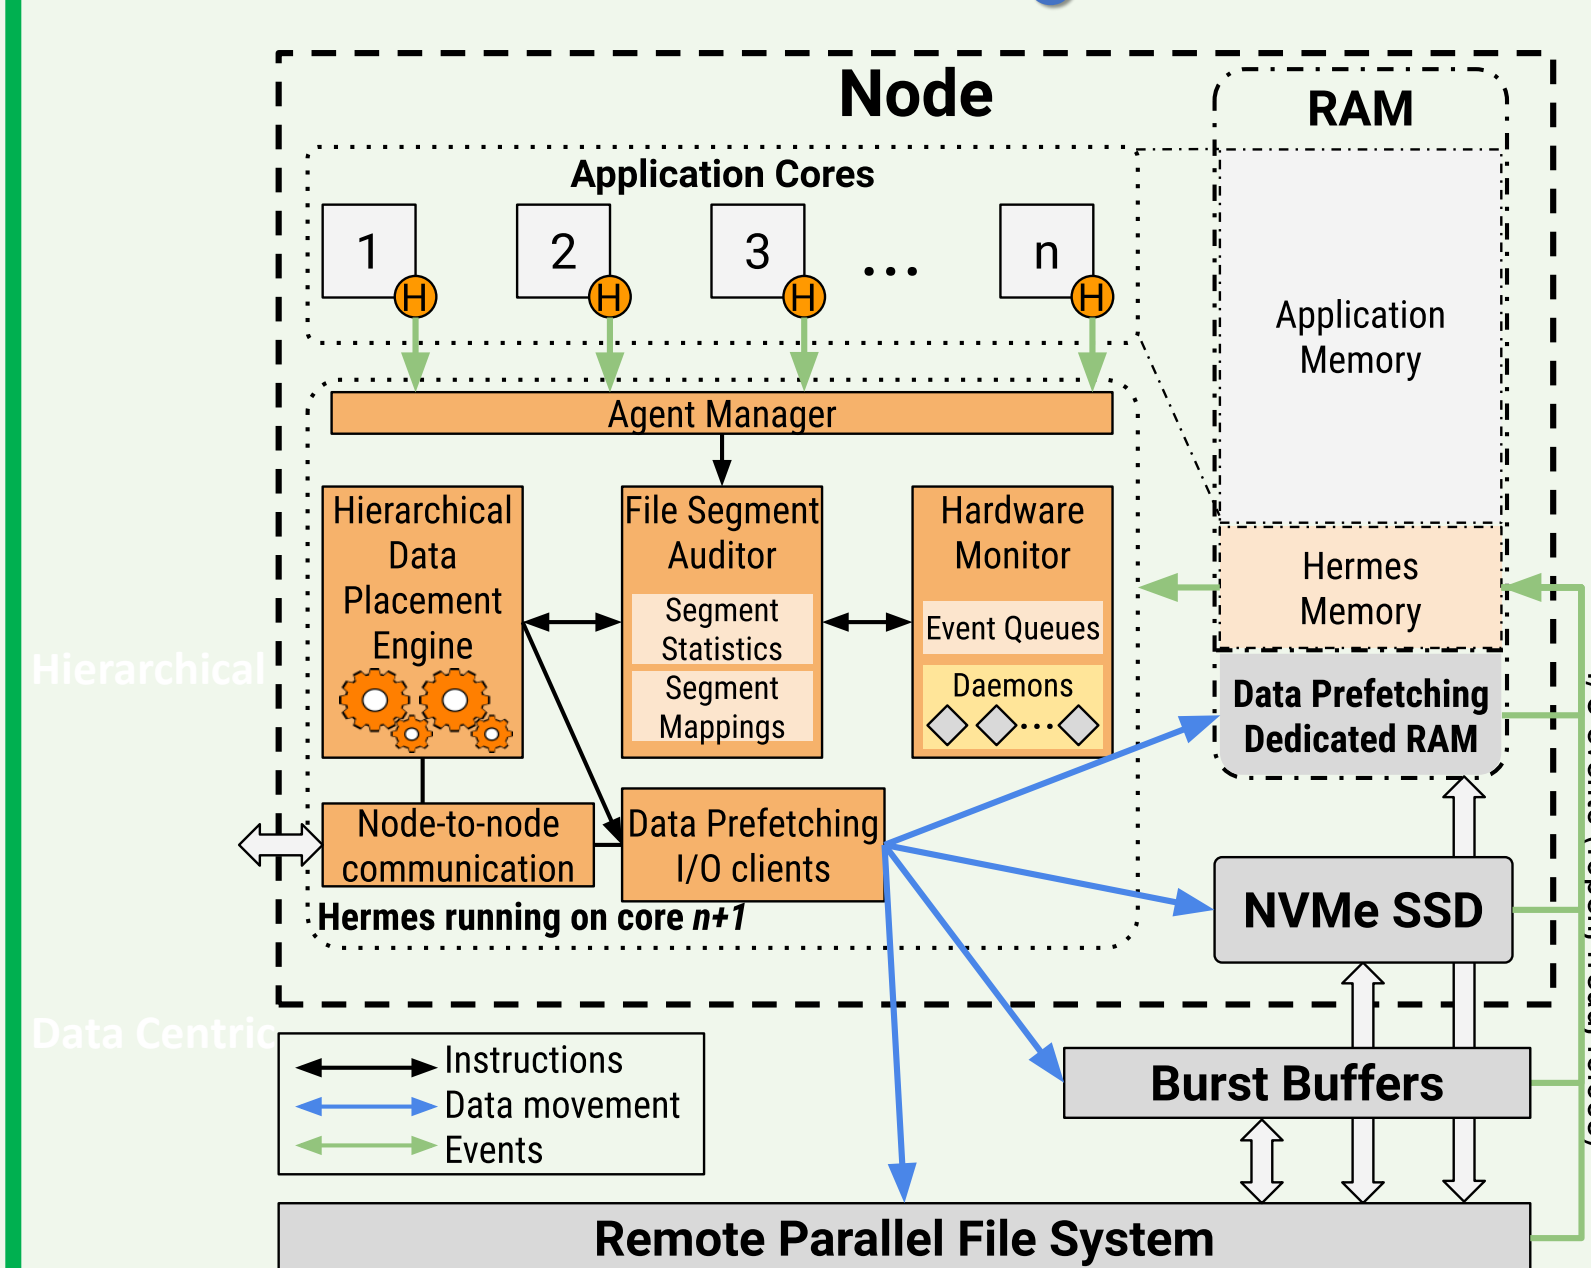 Node
RAM
Application Cores
1
2
3
...
n
H
H
H
H
Application
Memory
Agent Manager
Hierarchical
Data
Placement
Engine
File Segment
Auditor
Segment
Statistics
Segment
Mappings
Hardware
Monitor
Event Queues
Daemons
...
Hermes
Memory
Data Prefetching
Dedicated RAM
Hierarchical
Node-to-node
communication
Data Prefetching
I/O clients
Hermes running on core n+1
NVMe SSD
Data Centric
Instructions
Data movement
Events
Burst Buffers
Remote Parallel File System